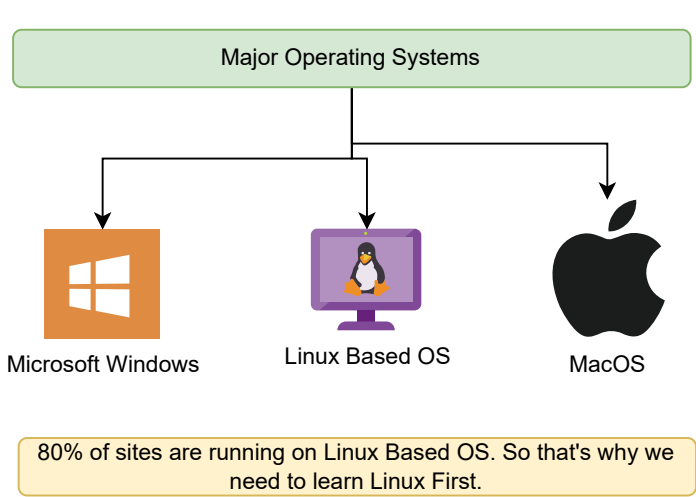 Major Operating Systems
Microsoft Windows
Linux Based OS
MacOS
80% of sites are running on Linux Based OS. So that's why we
need to learn Linux First.